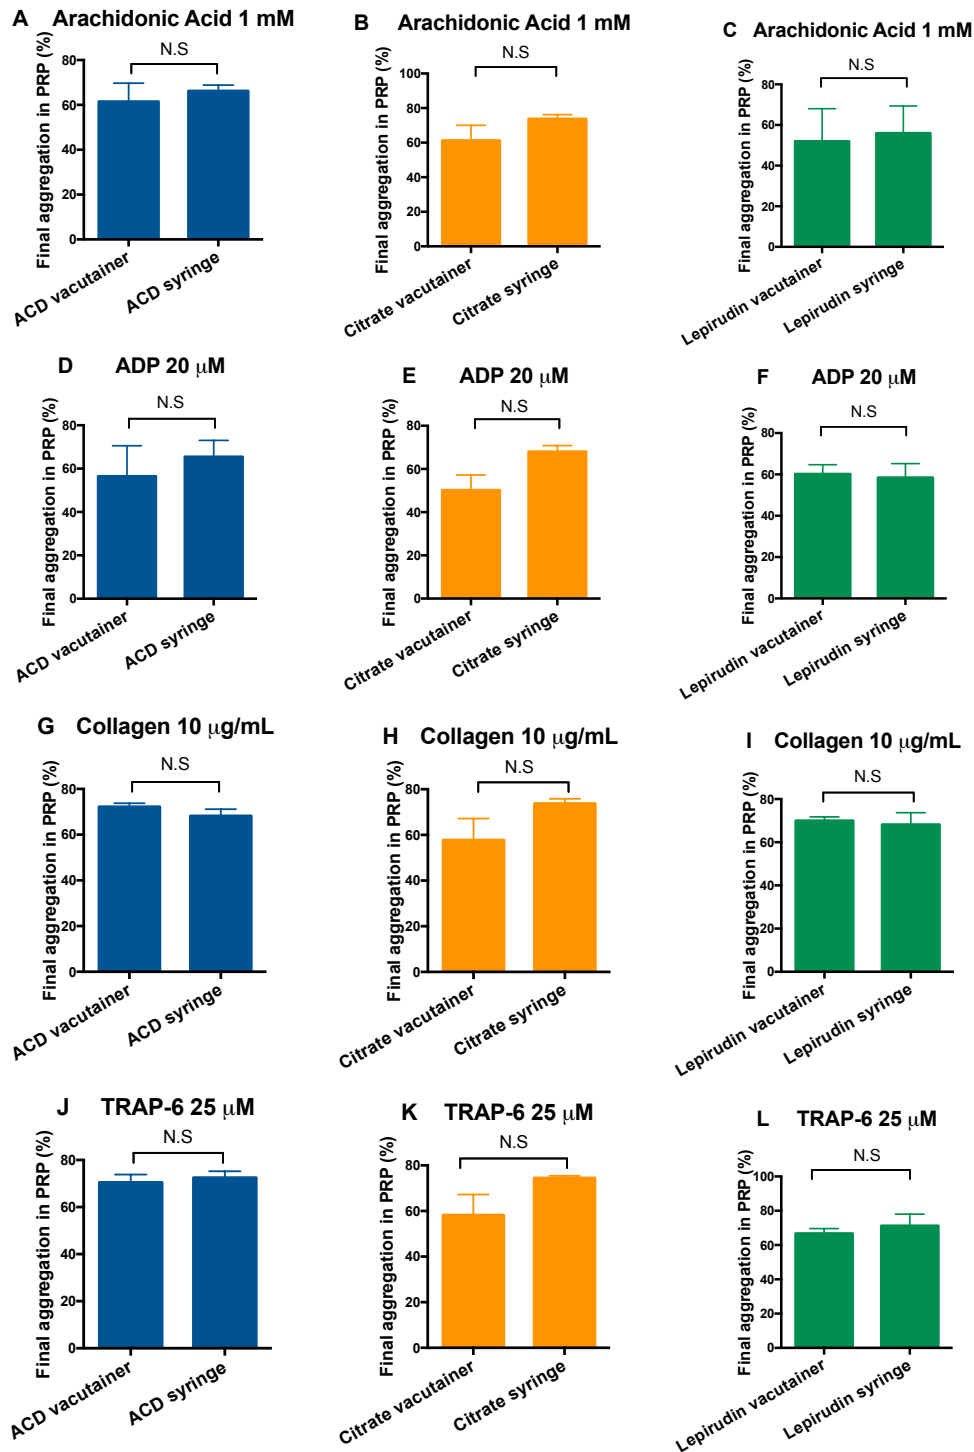 A Arachidonic Acid 1 mM
Final aggregation in PRP (%)
80
60
40
20
0
N.S
ACD vacutainer
ACD syringe
B Arachidonic Acid 1 mM
Final aggregation in PRP (%)
100
80
60
40
20
0
N.S
Citrate vacutainer
Citrate syringe
C Arachidonic Acid 1 mM
Final aggregation in PRP (%)
80
60
40
20
0
N.S
Lepirudin vacutainer
Lepirudin syringe
D ADP 20 μM
Final aggregation in PRP (%)
80
60
40
20
0
N.S
ACD vacutainer
ACD syringe
E ADP 20 μM
Final aggregation in PRP (%)
80
60
40
20
0
N.S
Citrate vacutainer
Citrate syringe
F ADP 20 μM
Final aggregation in PRP (%)
80
60
40
20
0
N.S
Lepirudin vacutainer
Lepirudin syringe
G Collagen 10 μg/mL
Final aggregation in PRP (%)
80
60
40
20
0
N.S
ACD vacutainer
ACD syringe
H Collagen 10 μg/mL
Final aggregation in PRP (%)
80
60
40
20
0
N.S
Citrate vacutainer
Citrate syringe
I Collagen 10 μg/mL
Final aggregation in PRP (%)
80
60
40
20
0
N.S
Lepirudin vacutainer
Lepirudin syringe
J TRAP-6 25 μM
Final aggregation in PRP (%)
80
60
40
20
0
N.S
ACD vacutainer
ACD syringe
K TRAP-6 25 μM
Final aggregation in PRP (%)
80
60
40
20
0
N.S
Citrate vacutainer
Citrate syringe
L TRAP-6 25 μM
Final aggregation in PRP (%)
100
80
60
40
20
0
N.S
Lepirudin vacutainer
Lepirudin syringe